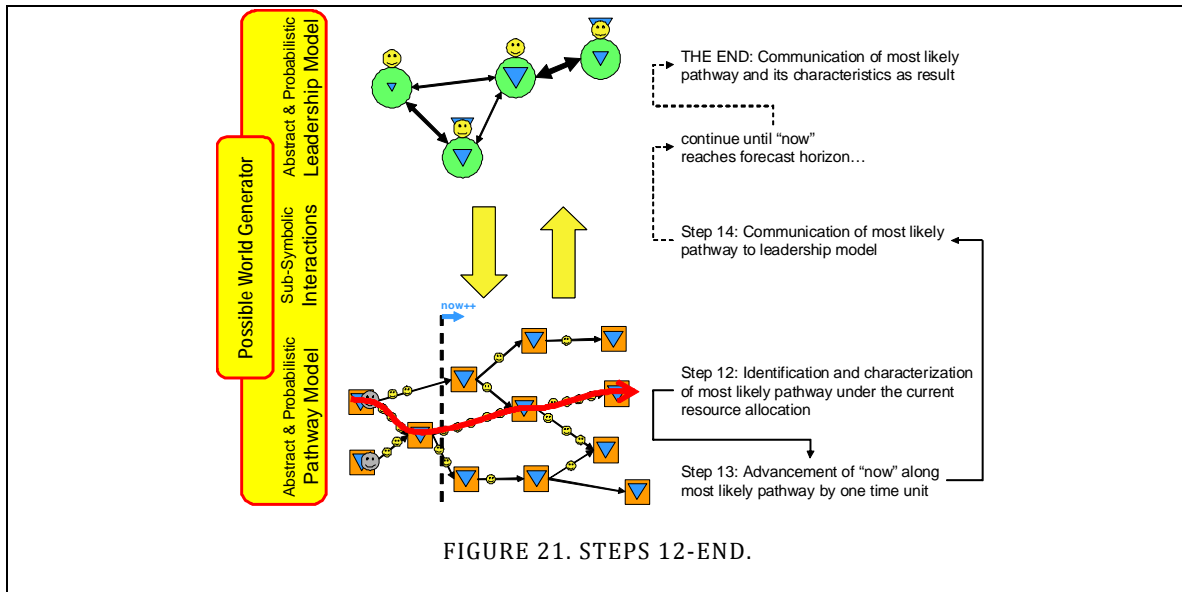 Possible World Generator
Abstract & Probabilistic
Leadership Model
Sub-Symbolic
Interactions
Abstract & Probabilistic
Pathway Model
now++
THE END: Communication of most likely
pathway and its characteristics as result
continue until “now”
reaches forecast horizon…
Step 14: Communication of most likely
pathway to leadership model
Step 12: Identification and characterization
of most likely pathway under the current
resource allocation
Step 13: Advancement of “now” along
most likely pathway by one time unit
FIGURE 21. STEPS 12-END.